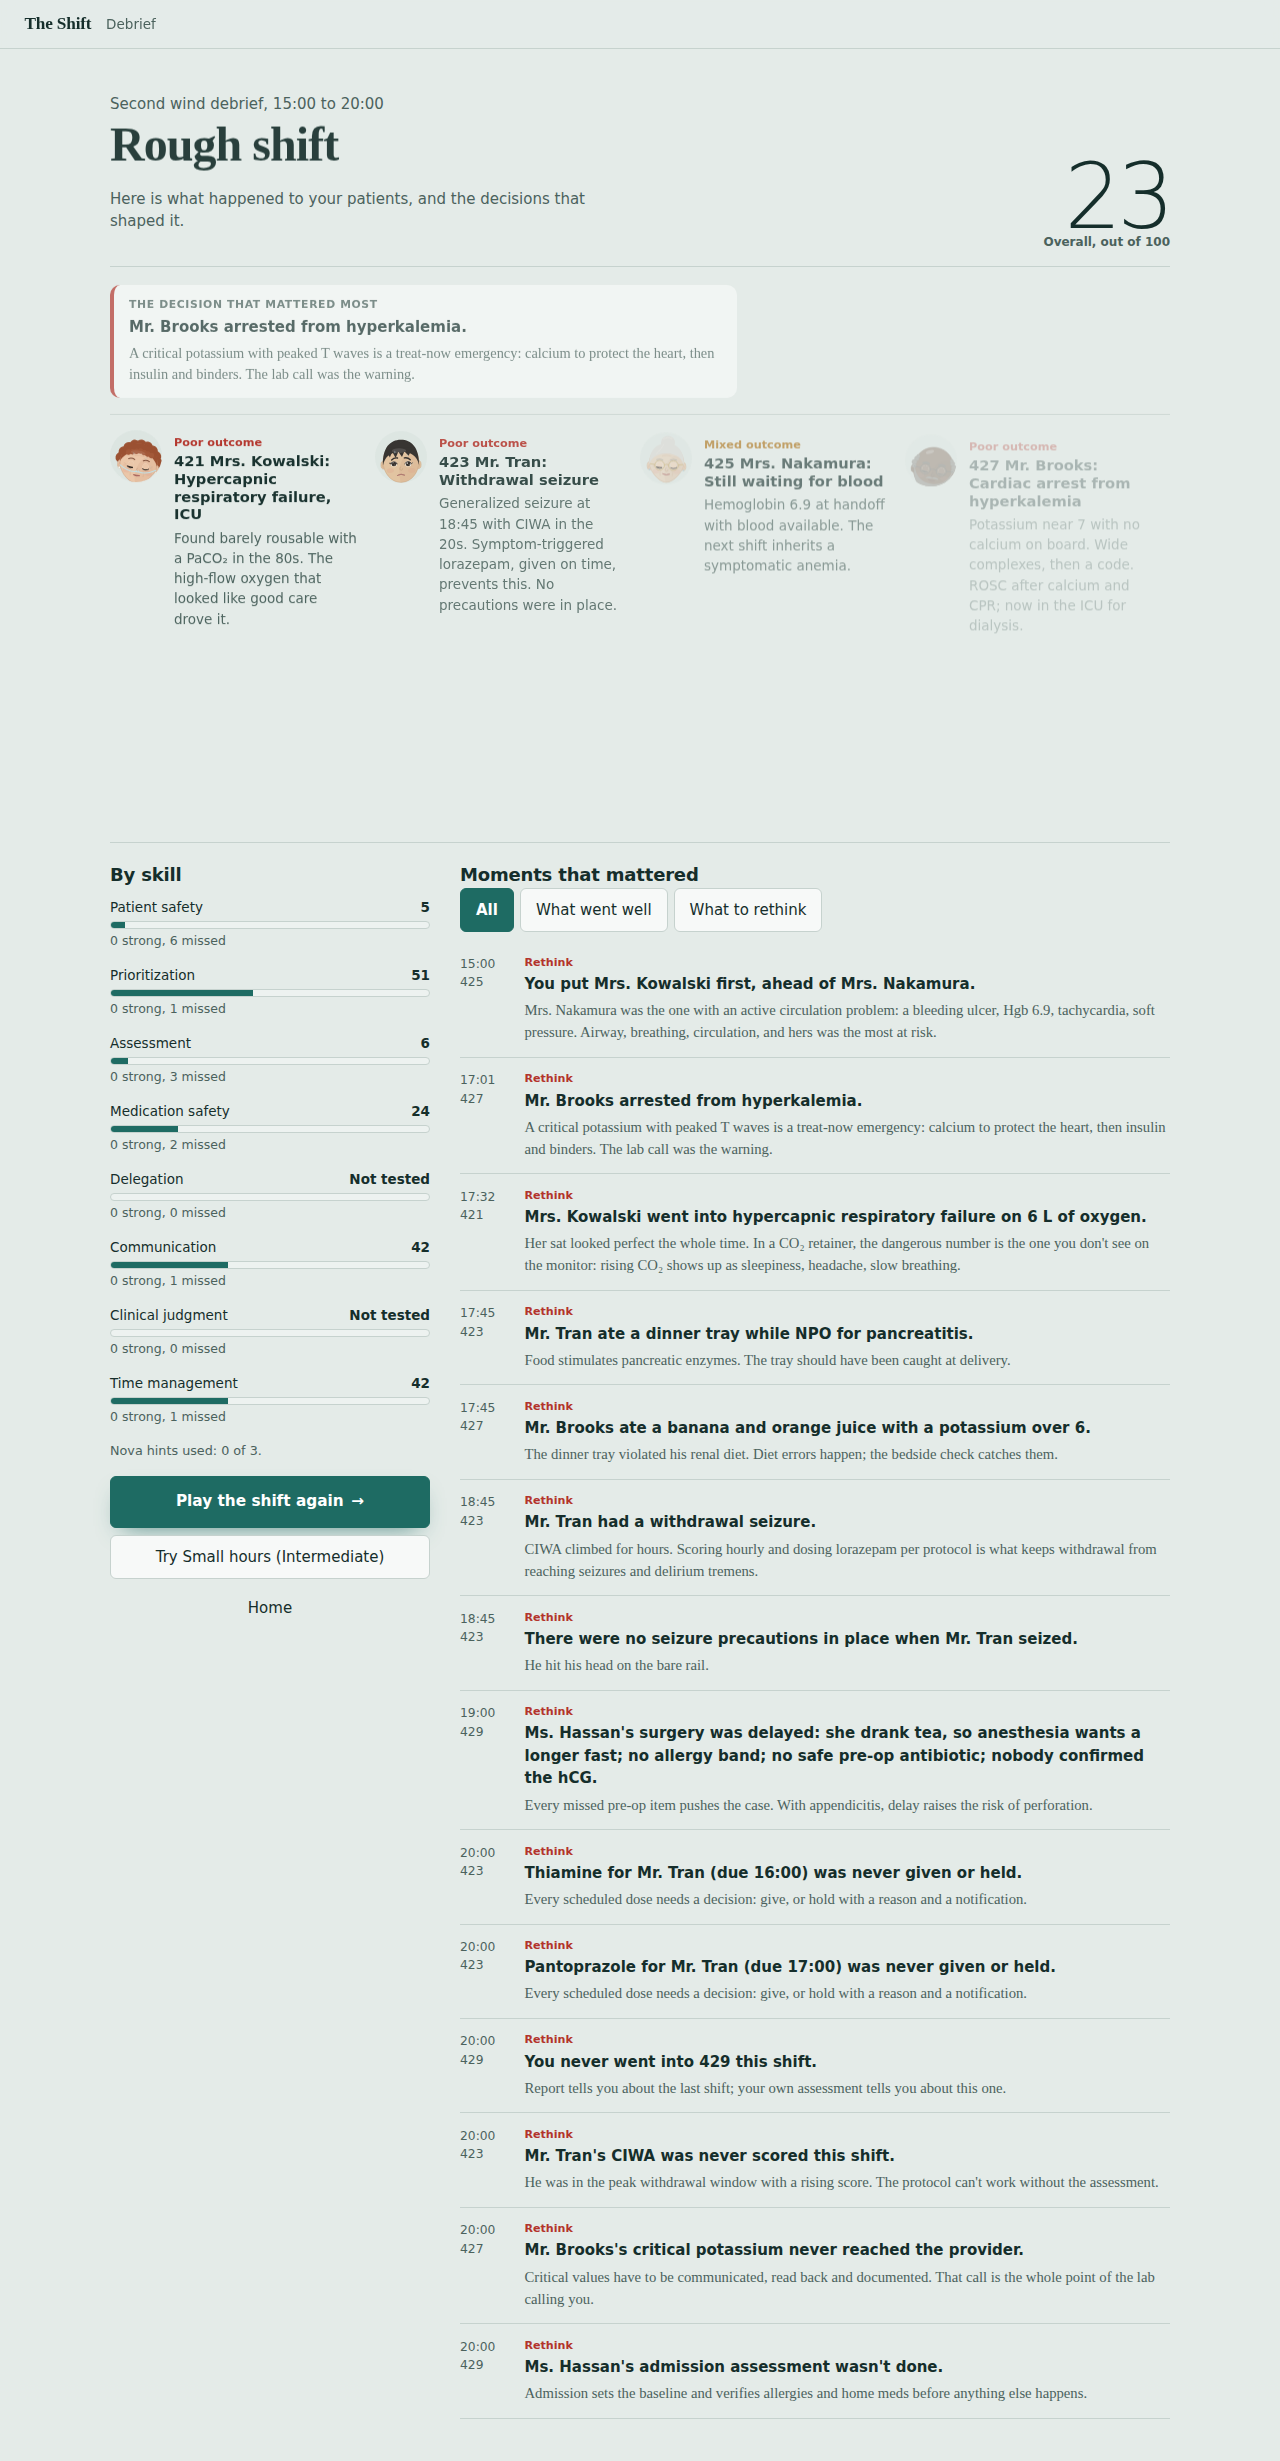 The Shift Debrief
Second wind debrief, 15:00 to 20:00
Rough shift
Here is what happened to your patients, and the decisions that
shaped it.
23
Overall, out of 100
THE DECISION THAT MATTERED MOST
Mr. Brooks arrested from hyperkalemia.
A critical potassium with peaked T waves is a treat-now emergency: calcium to protect the heart, then
insulin and binders. The lab call was the warning.
Poor outcome
421 Mrs. Kowalski:
Hypercapnic
respiratory failure,
ICU
Found barely rousable with
a PaCO₂ in the 80s. The
high-flow oxygen that
looked like good care
drove it.
Poor outcome
423 Mr. Tran:
Withdrawal seizure
Generalized seizure at
18:45 with CIWA in the
20s. Symptom-triggered
lorazepam, given on time,
prevents this. No
precautions were in place.
Mixed outcome
425 Mrs. Nakamura:
Still waiting for blood
Hemoglobin 6.9 at handoff
with blood available. The
next shift inherits a
symptomatic anemia.
Poor outcome
427 Mr. Brooks:
Cardiac arrest from
hyperkalemia
Potassium near 7 with no
calcium on board. Wide
complexes, then a code.
ROSC after calcium and
CPR; now in the ICU for
dialysis.
By skill
Patient safety 5
0 strong, 6 missed
Prioritization 51
0 strong, 1 missed
Assessment 6
0 strong, 3 missed
Medication safety 24
0 strong, 2 missed
Delegation Not tested
0 strong, 0 missed
Communication 42
0 strong, 1 missed
Clinical judgment Not tested
0 strong, 0 missed
Time management 42
0 strong, 1 missed
Nova hints used: 0 of 3.
Play the shift again →
Try Small hours (Intermediate)
Home
Moments that mattered
All What went well What to rethink
15:00 Rethink
425 You put Mrs. Kowalski first, ahead of Mrs. Nakamura.
Mrs. Nakamura was the one with an active circulation problem: a bleeding ulcer, Hgb 6.9, tachycardia, soft
pressure. Airway, breathing, circulation, and hers was the most at risk.
17:01 Rethink
427 Mr. Brooks arrested from hyperkalemia.
A critical potassium with peaked T waves is a treat-now emergency: calcium to protect the heart, then insulin
and binders. The lab call was the warning.
17:32 Rethink
421 Mrs. Kowalski went into hypercapnic respiratory failure on 6 L of oxygen.
Her sat looked perfect the whole time. In a CO₂ retainer, the dangerous number is the one you don't see on
the monitor: rising CO₂ shows up as sleepiness, headache, slow breathing.
17:45 Rethink
423 Mr. Tran ate a dinner tray while NPO for pancreatitis.
Food stimulates pancreatic enzymes. The tray should have been caught at delivery.
17:45 Rethink
427 Mr. Brooks ate a banana and orange juice with a potassium over 6.
The dinner tray violated his renal diet. Diet errors happen; the bedside check catches them.
18:45 Rethink
423 Mr. Tran had a withdrawal seizure.
CIWA climbed for hours. Scoring hourly and dosing lorazepam per protocol is what keeps withdrawal from
reaching seizures and delirium tremens.
18:45 Rethink
423 There were no seizure precautions in place when Mr. Tran seized.
He hit his head on the bare rail.
19:00 Rethink
429 Ms. Hassan's surgery was delayed: she drank tea, so anesthesia wants a
longer fast; no allergy band; no safe pre-op antibiotic; nobody confirmed
the hCG.
Every missed pre-op item pushes the case. With appendicitis, delay raises the risk of perforation.
20:00 Rethink
423 Thiamine for Mr. Tran (due 16:00) was never given or held.
Every scheduled dose needs a decision: give, or hold with a reason and a notification.
20:00 Rethink
423 Pantoprazole for Mr. Tran (due 17:00) was never given or held.
Every scheduled dose needs a decision: give, or hold with a reason and a notification.
20:00 Rethink
429 You never went into 429 this shift.
Report tells you about the last shift; your own assessment tells you about this one.
20:00 Rethink
423 Mr. Tran's CIWA was never scored this shift.
He was in the peak withdrawal window with a rising score. The protocol can't work without the assessment.
20:00 Rethink
427 Mr. Brooks's critical potassium never reached the provider.
Critical values have to be communicated, read back and documented. That call is the whole point of the lab
calling you.
20:00 Rethink
429 Ms. Hassan's admission assessment wasn't done.
Admission sets the baseline and verifies allergies and home meds before anything else happens.